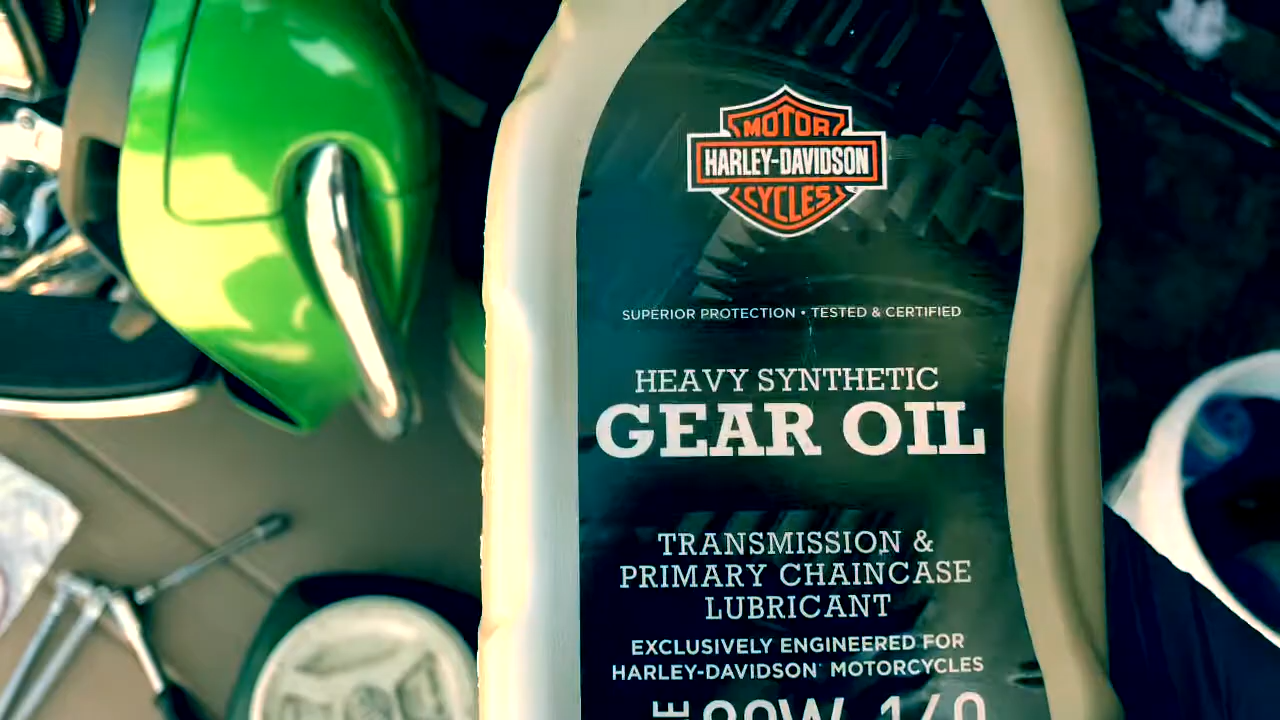 MOTOR
HARLEY-DAVIDSON
CYCLES
SUPERIOR PROTECTION • TESTED & CERTIFIED
HEAVY SYNTHETIC
GEAR OIL
TRANSMISSION &
PRIMARY CHAINCASE
LUBRICANT
EXCLUSIVELY ENGINEERED FOR
HARLEY-DAVIDSON MOTORCYCLES